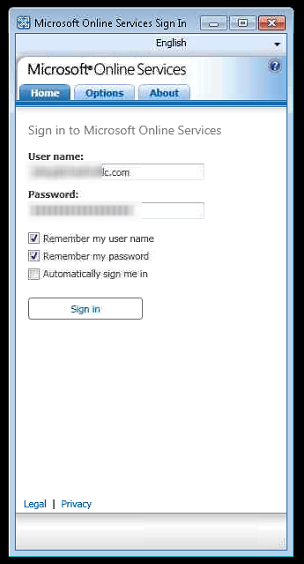 Microsoft Online Services Sign In
English
Microsoft® Online Services
Home Options About
Sign in to Microsoft Online Services
User name:
lc.com
Password:
Remember my user name
Remember my password
Automatically sign me in
Sign in
Legal | Privacy